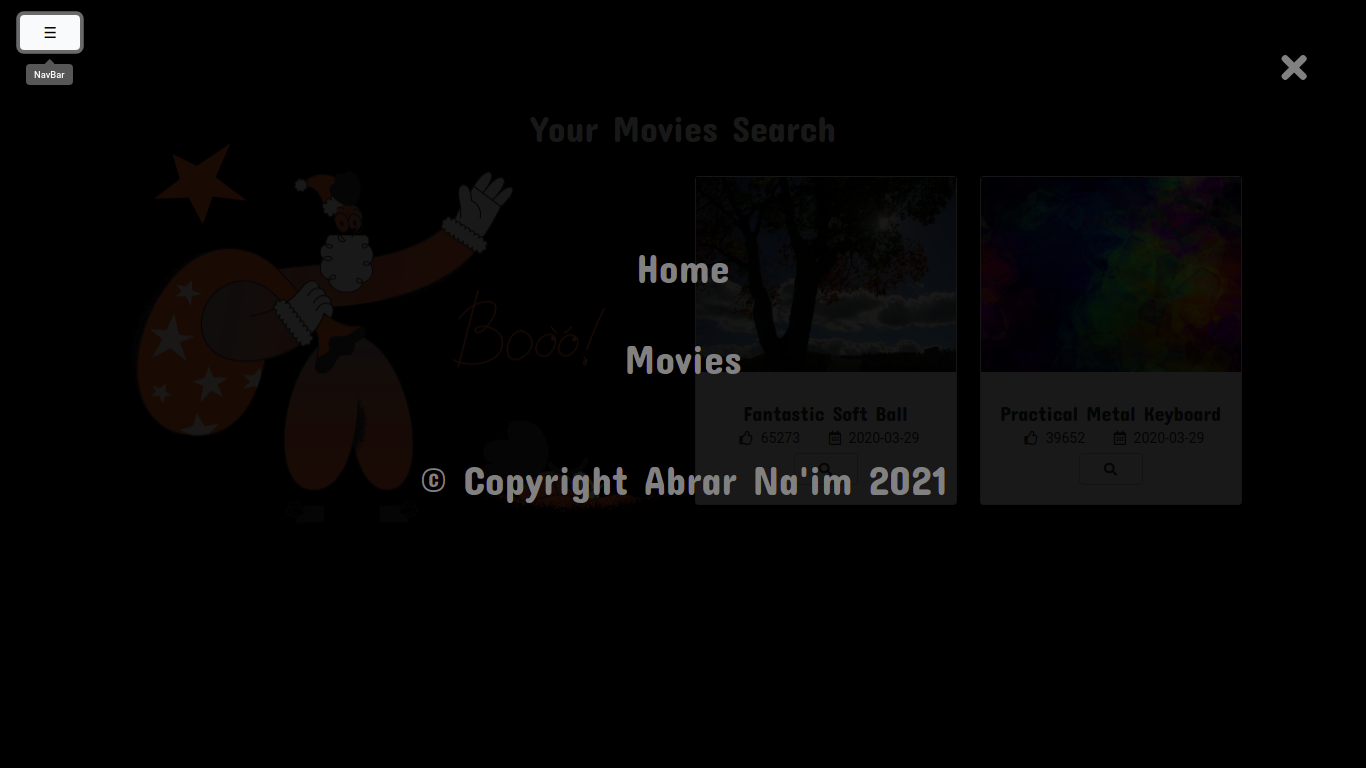 ☰
NavBar
Your Movies Search
Home
Booo!
Movies
Fantastic Soft Ball
Practical Metal Keyboard
65273 2020-03-29
39652 2020-03-29
© Copyright Abrar Na'im 2021